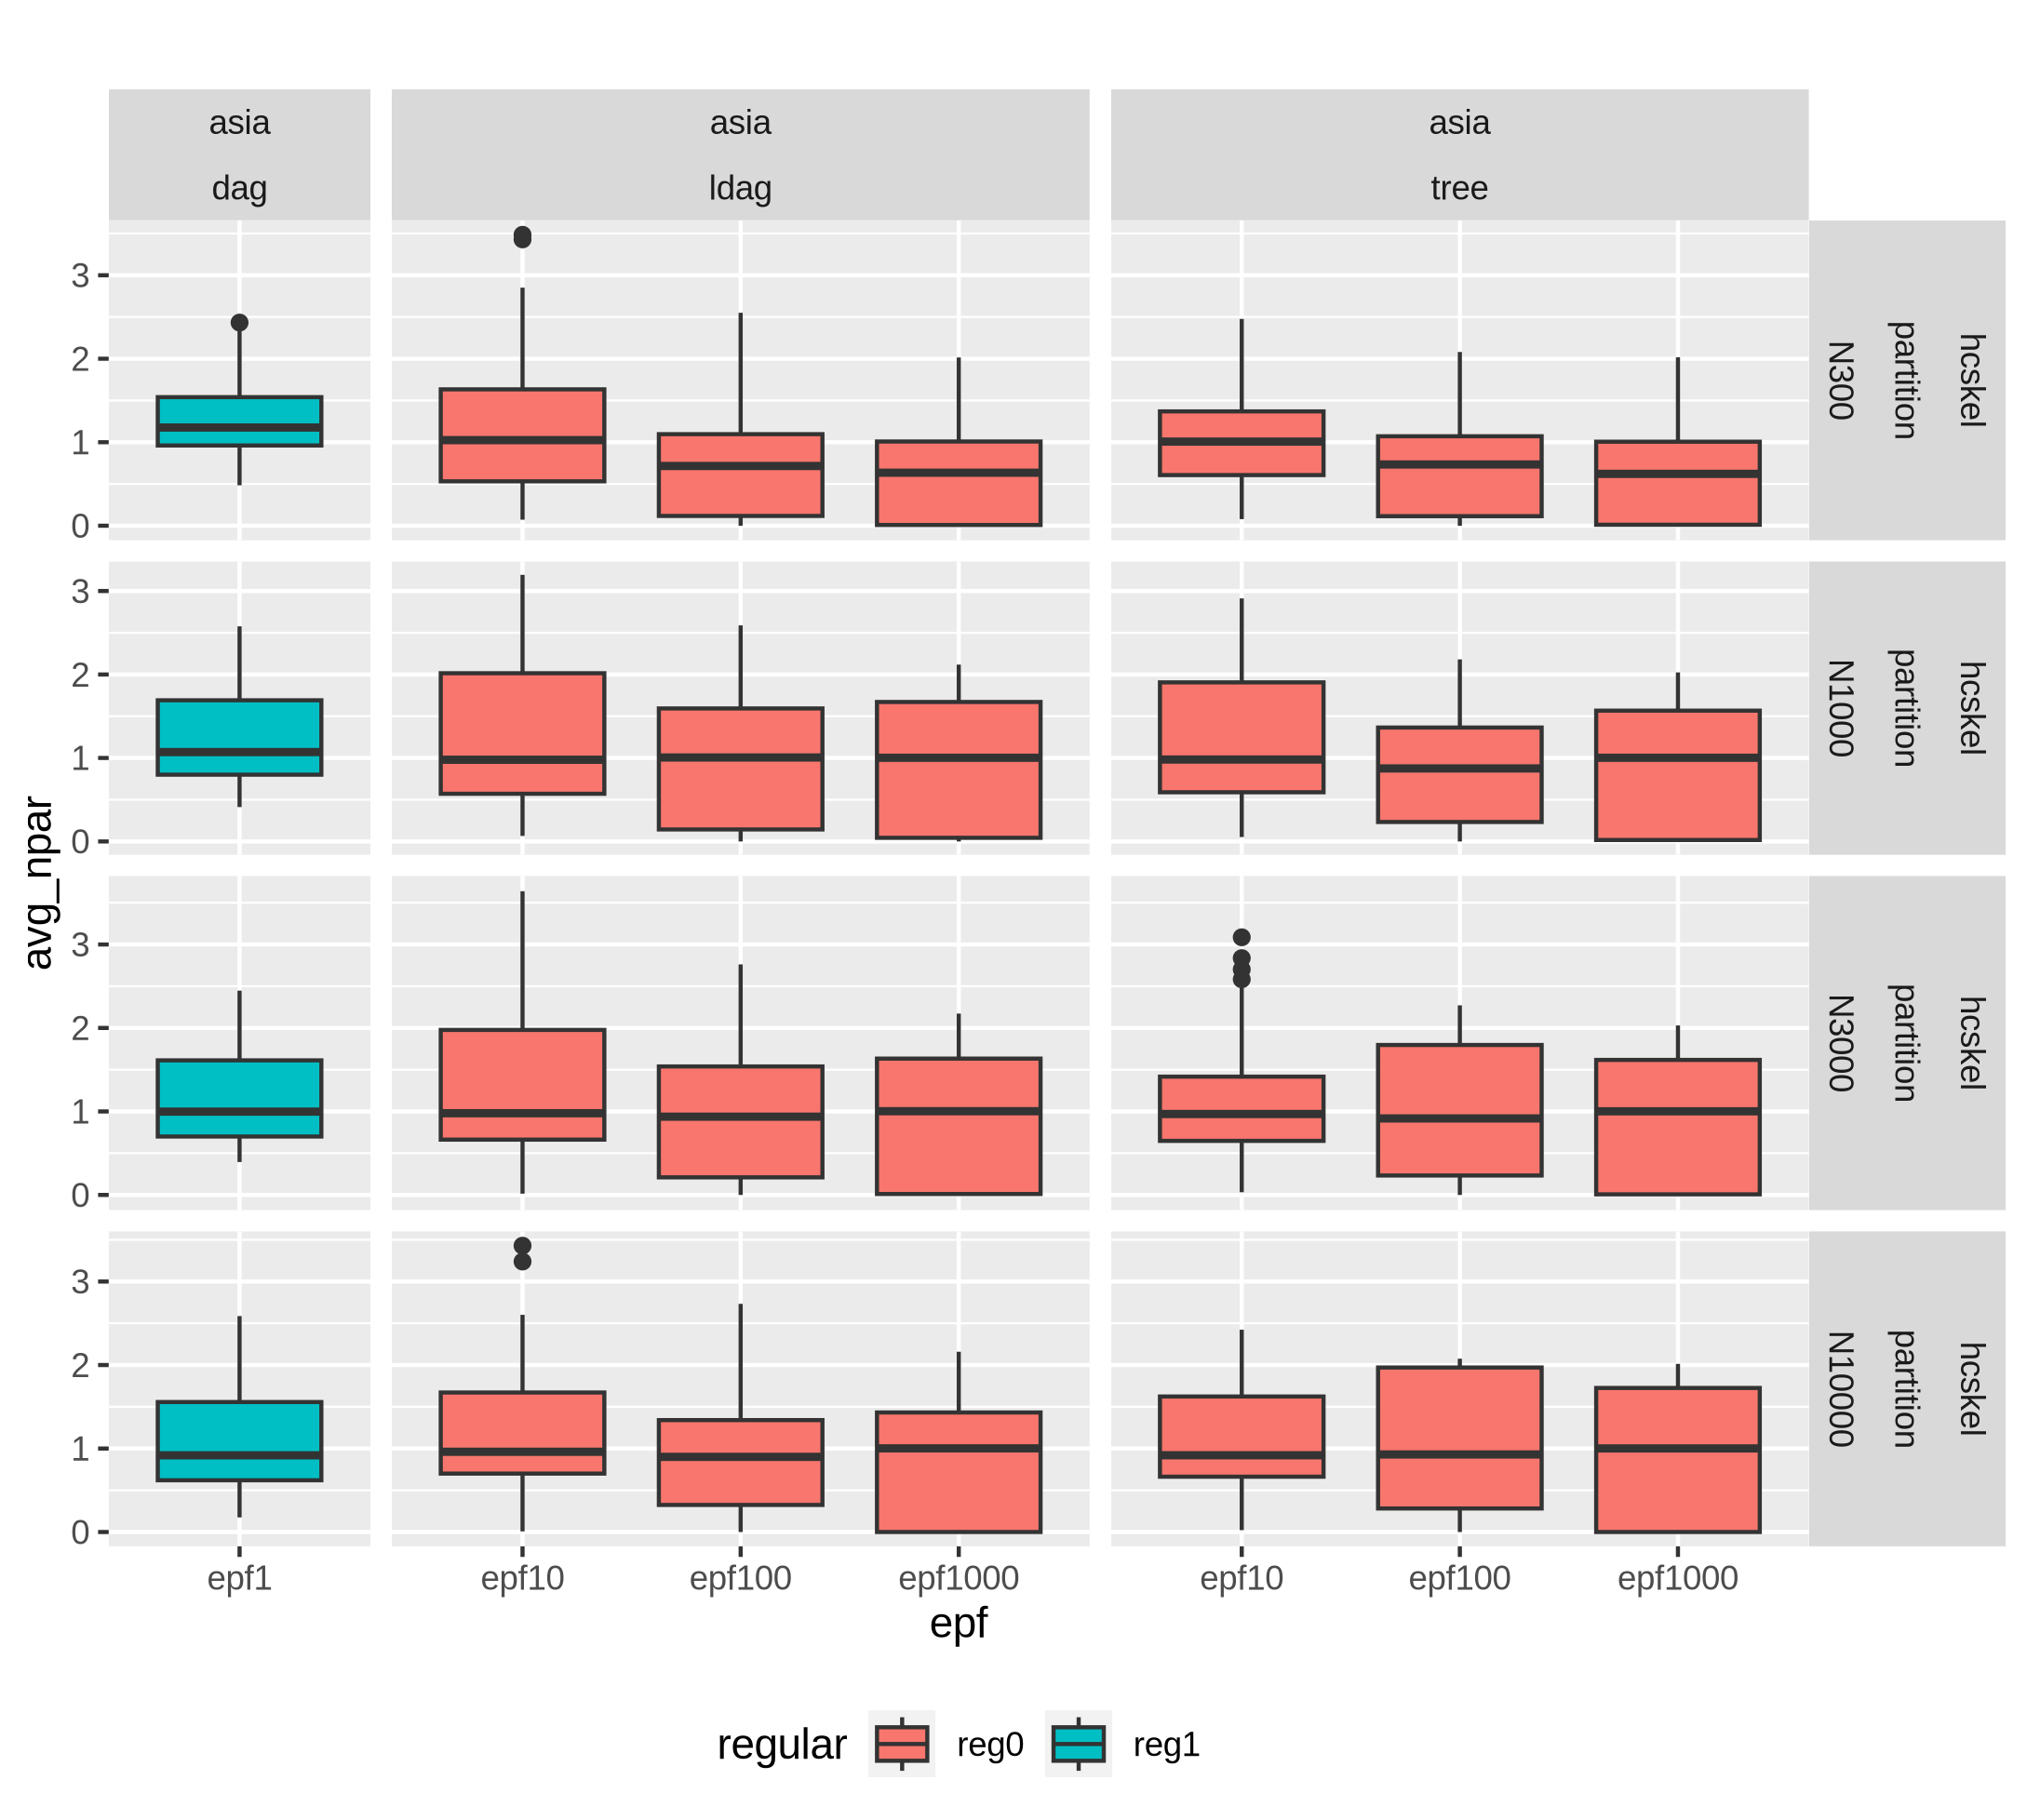 asia
asia
asia
dag
ldag
tree
3
2
1
0
N300
partition
hcskel
3
2
1
0
N1000
partition
hcskel
3
2
1
0
N3000
partition
hcskel
3
2
1
0
N10000
partition
hcskel
avg_npar
epf1
epf10
epf100
epf1000
epf10
epf100
epf1000
epf
regular
reg0
reg1